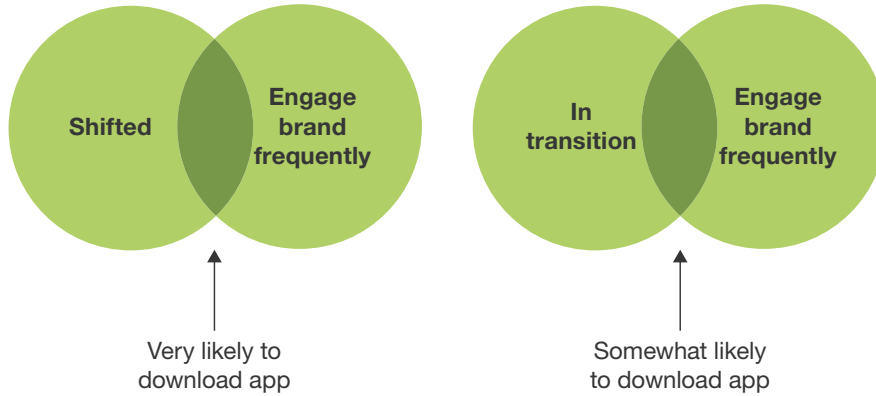 Shifted
Engage
brand
frequently
Very likely to
download app
In
transition
Engage
brand
frequently
Somewhat likely
to download app